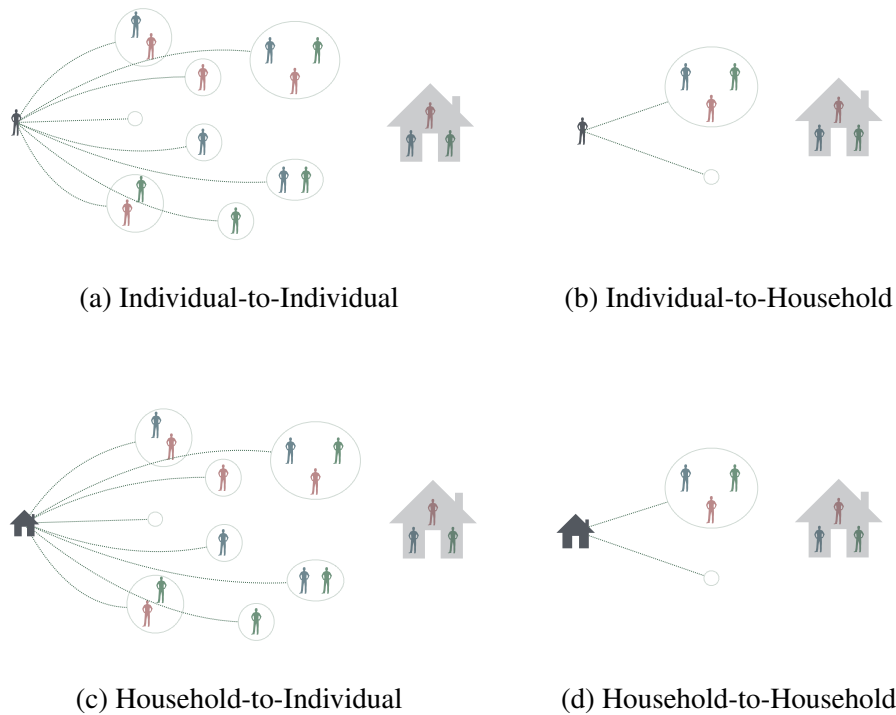 (a) Individual-to-Individual
(b) Individual-to-Household
(c) Household-to-Individual
(d) Household-to-Household